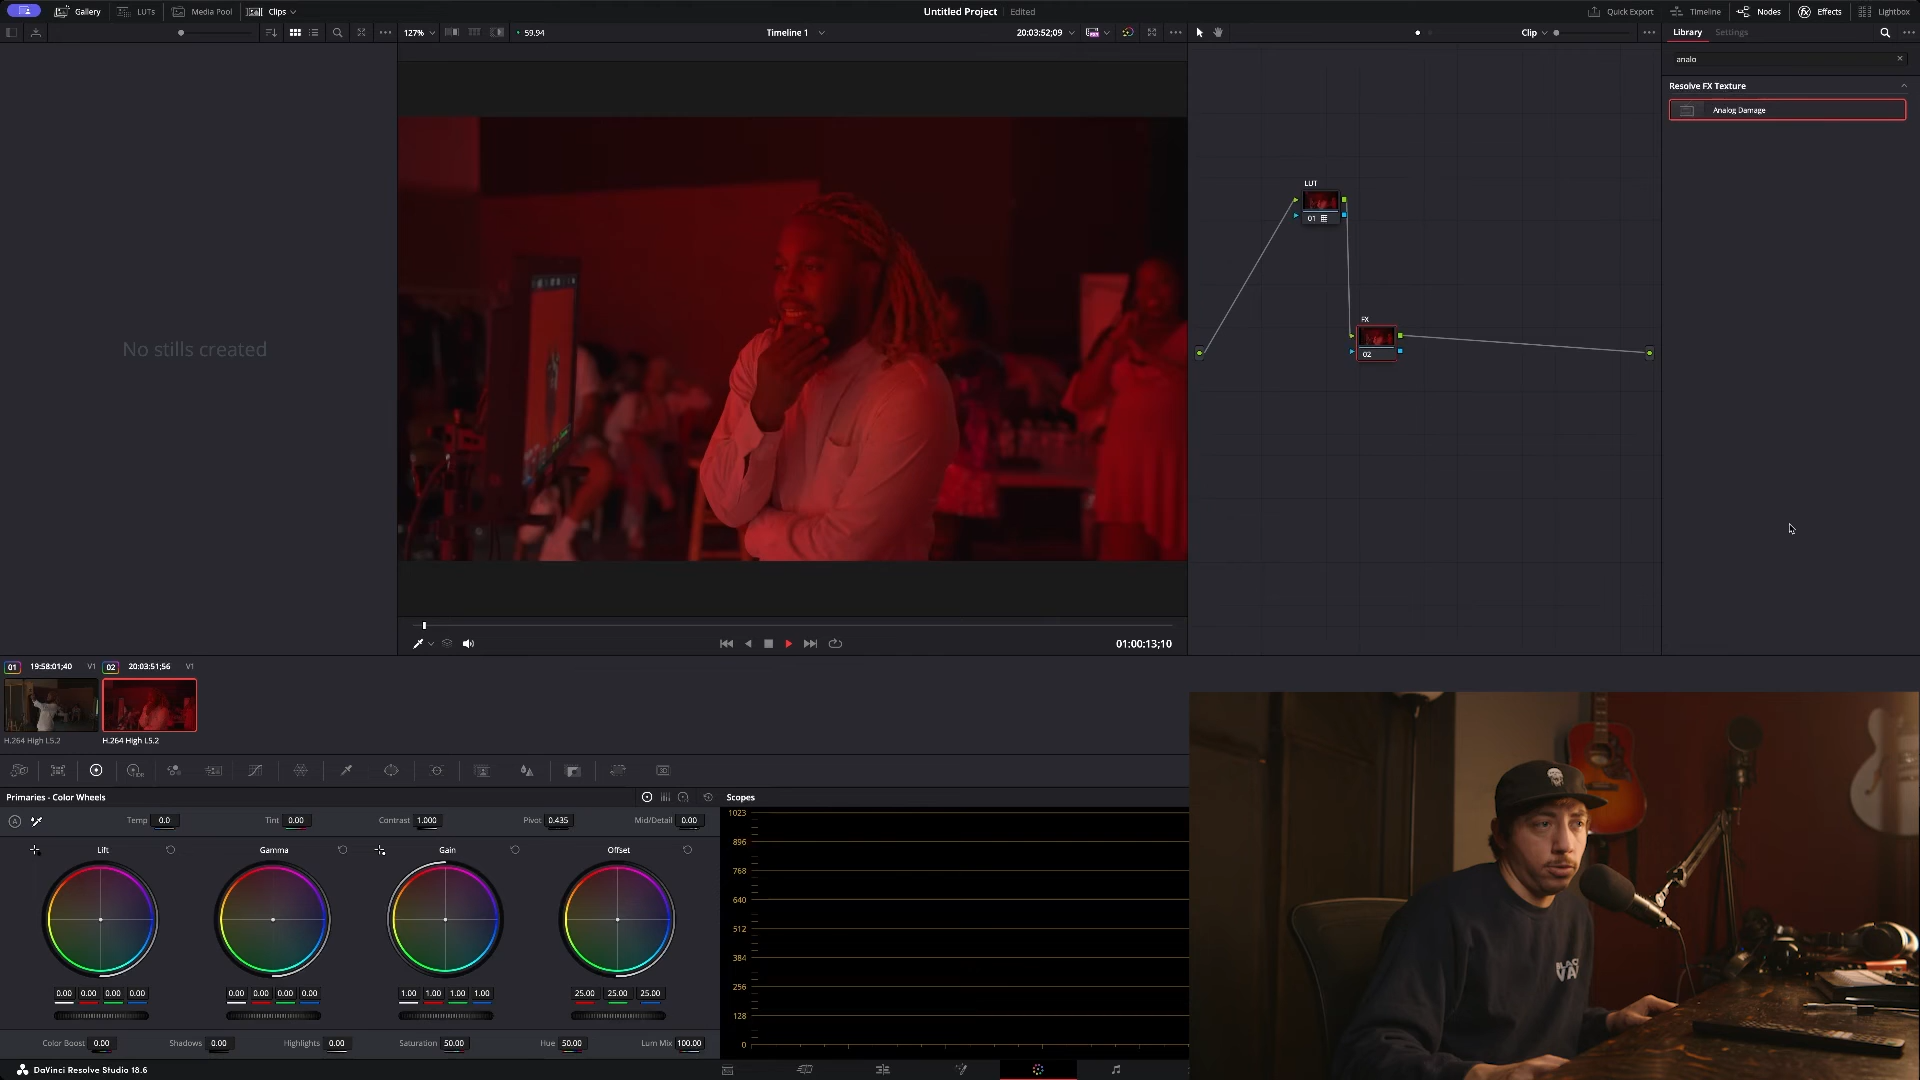 Gallery LUTs Media Pool Clips Untitled Project Edited Quick Export Timeline Nodes Effects Lightbox
127% 59.94 Timeline 1 20:03:52;09 Clip Library Settings
analo
Resolve FX Texture
Analog Damage
LUT
01
FX
02
No stills created
01:00:13;10
01 19:58:01;40 V1 02 20:03:51;56 V1
H.264 High L5.2 H.264 High L5.2
Primaries - Color Wheels Scopes
Temp 0.0 Tint 0.00 Contrast 1.000 Pivot 0.435 Mid/Detail 0.00
Lift Gamma Gain Offset
1023
896
768
640
512
384
256
128
0
0.00 0.00 0.00 0.00 0.00 0.00 0.00 0.00 1.00 1.00 1.00 1.00 25.00 25.00 25.00
Color Boost 0.00 Shadows 0.00 Highlights 0.00 Saturation 50.00 Hue 50.00 Lum Mix 100.00
DaVinci Resolve Studio 18.6